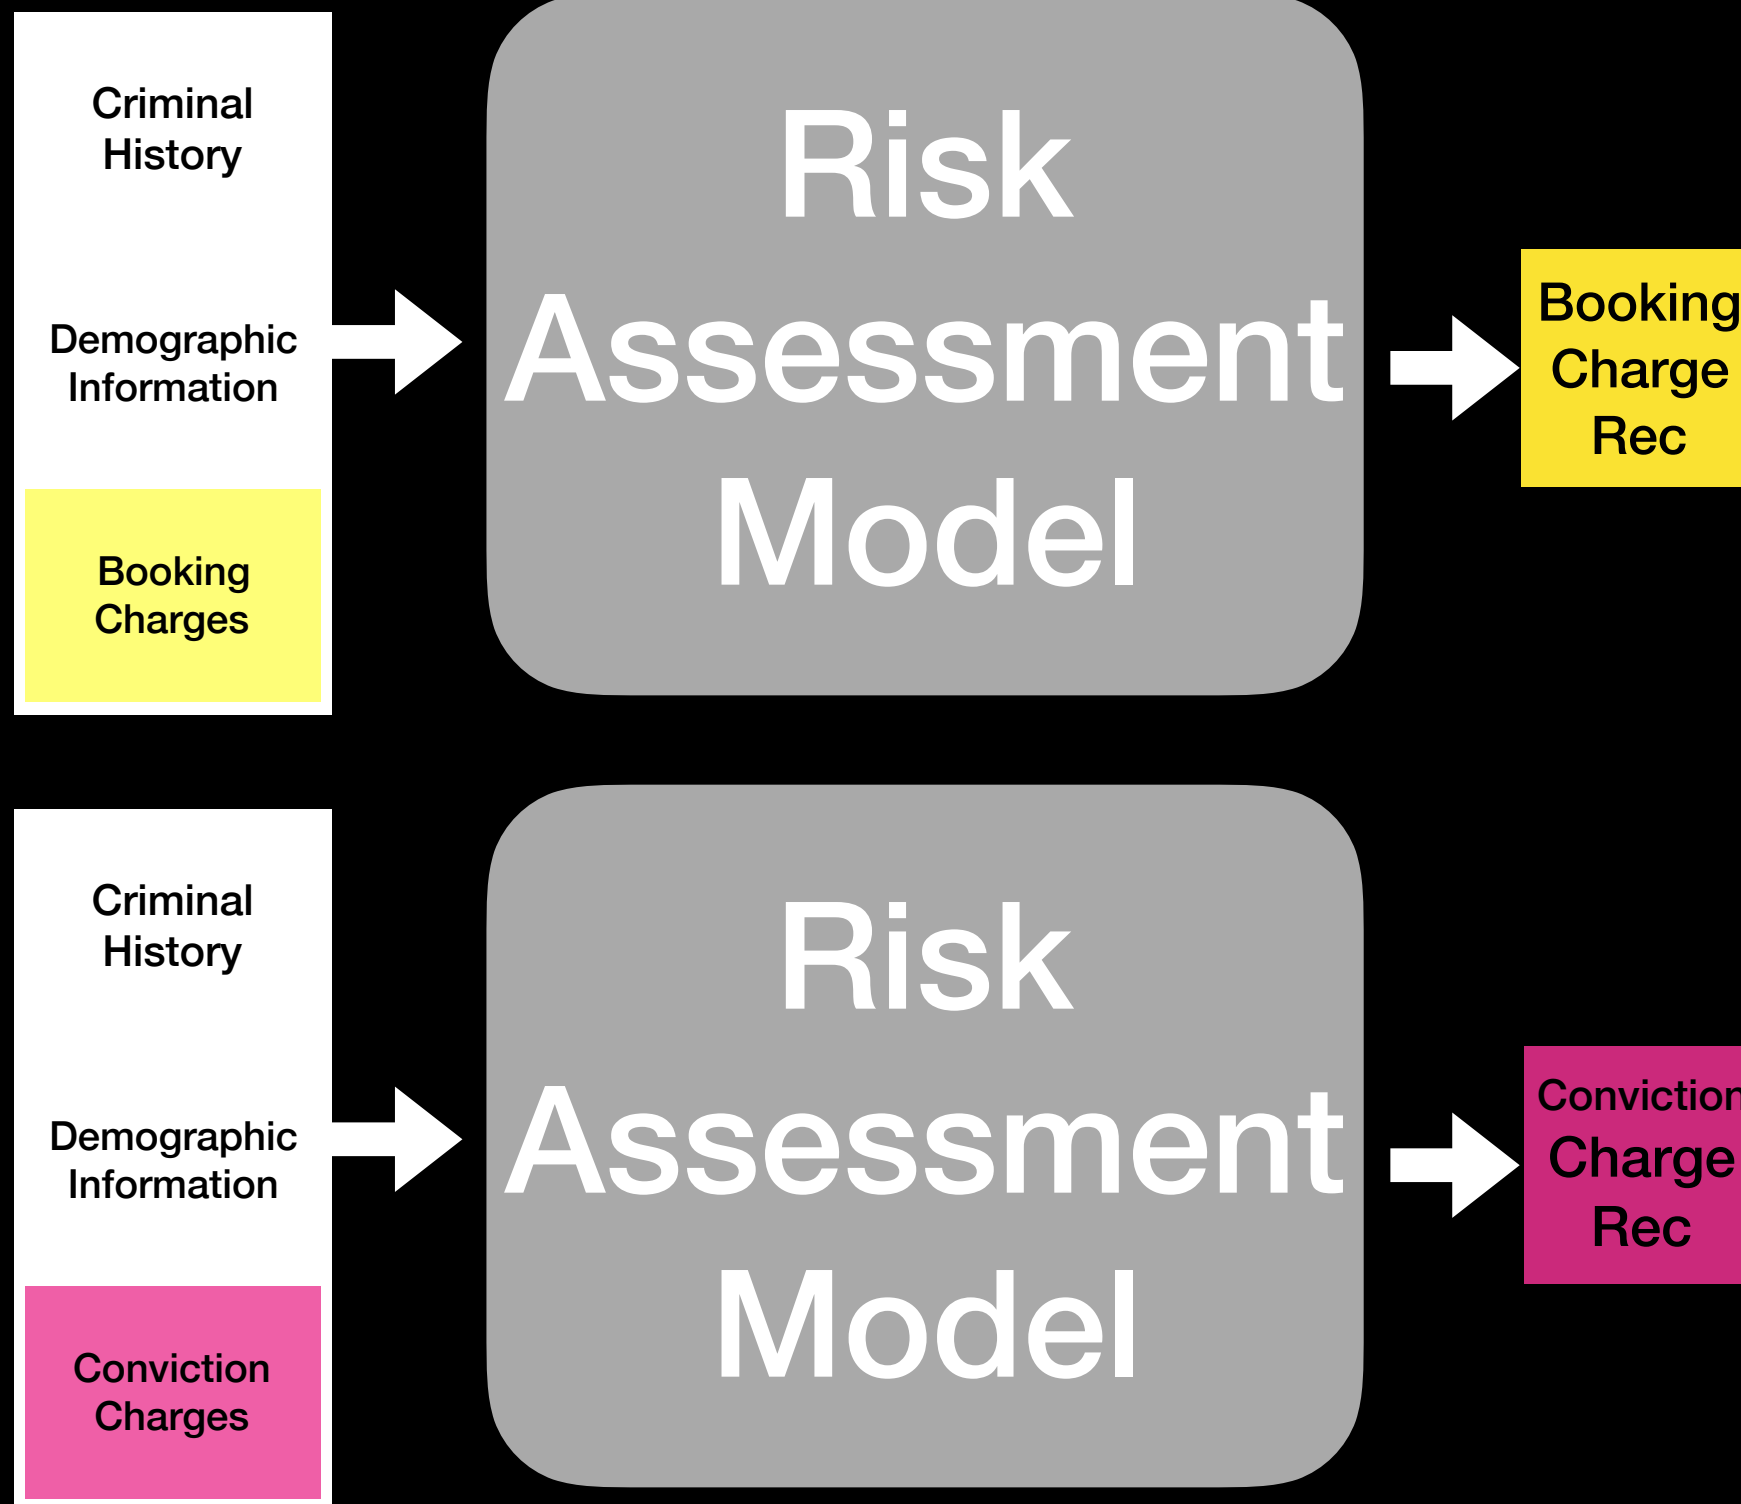 Criminal
History
Demographic
Information
Booking
Charges
Risk
Assessment
Model
Booking
Charge
Rec
Criminal
History
Demographic
Information
Conviction
Charges
Risk
Assessment
Model
Conviction
Charge
Rec